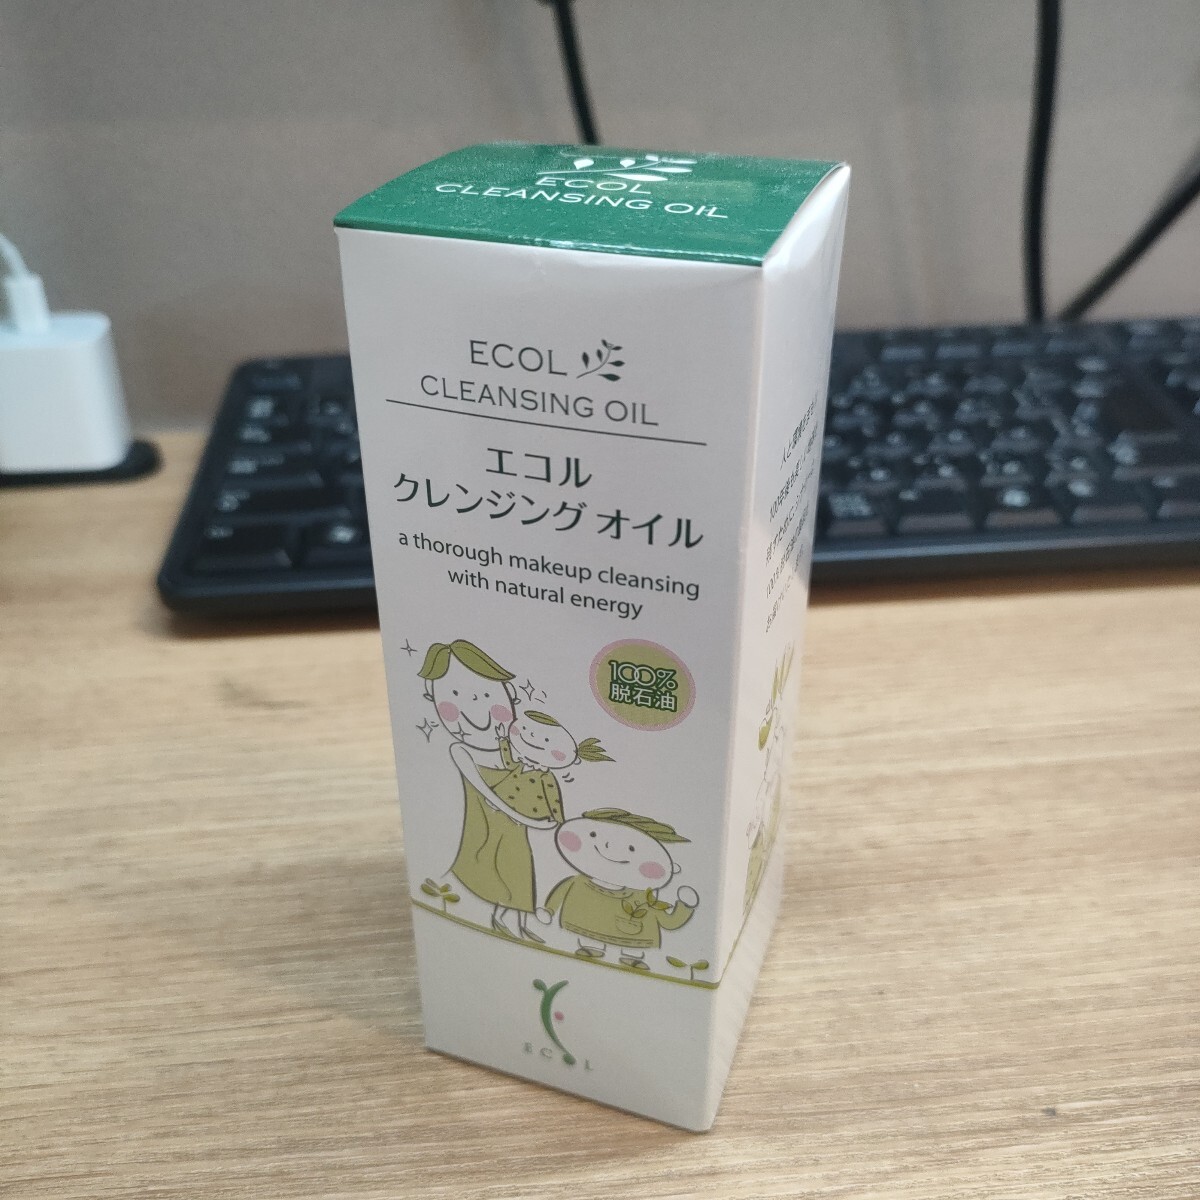 ECOL
CLEANSING OIL
ECOL
CLEANSING OIL
エコル
クレンジング オイル
a thorough makeup cleansing
with natural energy
100%
脱石油
ECOL